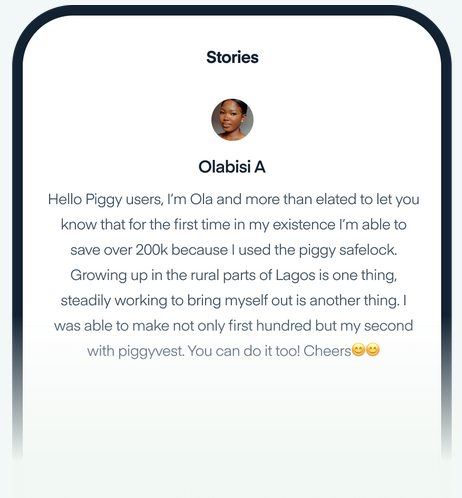 Stories
Olabisi A
Hello Piggy users, I'm Ola and more than elated to let you
know that for the first time in my existence I'm able to
save over 200k because I used the piggy safelock.
Growing up in the rural parts of Lagos is one thing,
steadily working to bring myself out is another thing. I
was able to make not only first hundred but my second
with piggyvest. You can do it too! Cheers😊😊